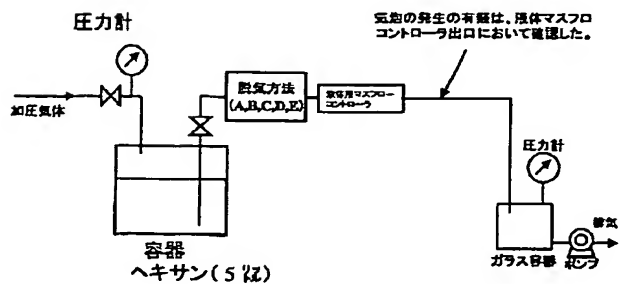 気泡の発生の有無は、液体マスフロ
コントローラ出口において確認した。
圧力計
加圧気体
脱気方法
(A,B,C,D,E)
液体用マスフロー
コントローラ
圧力計
容器
ヘキサン(5
ガラス容器
ポンプ
排気